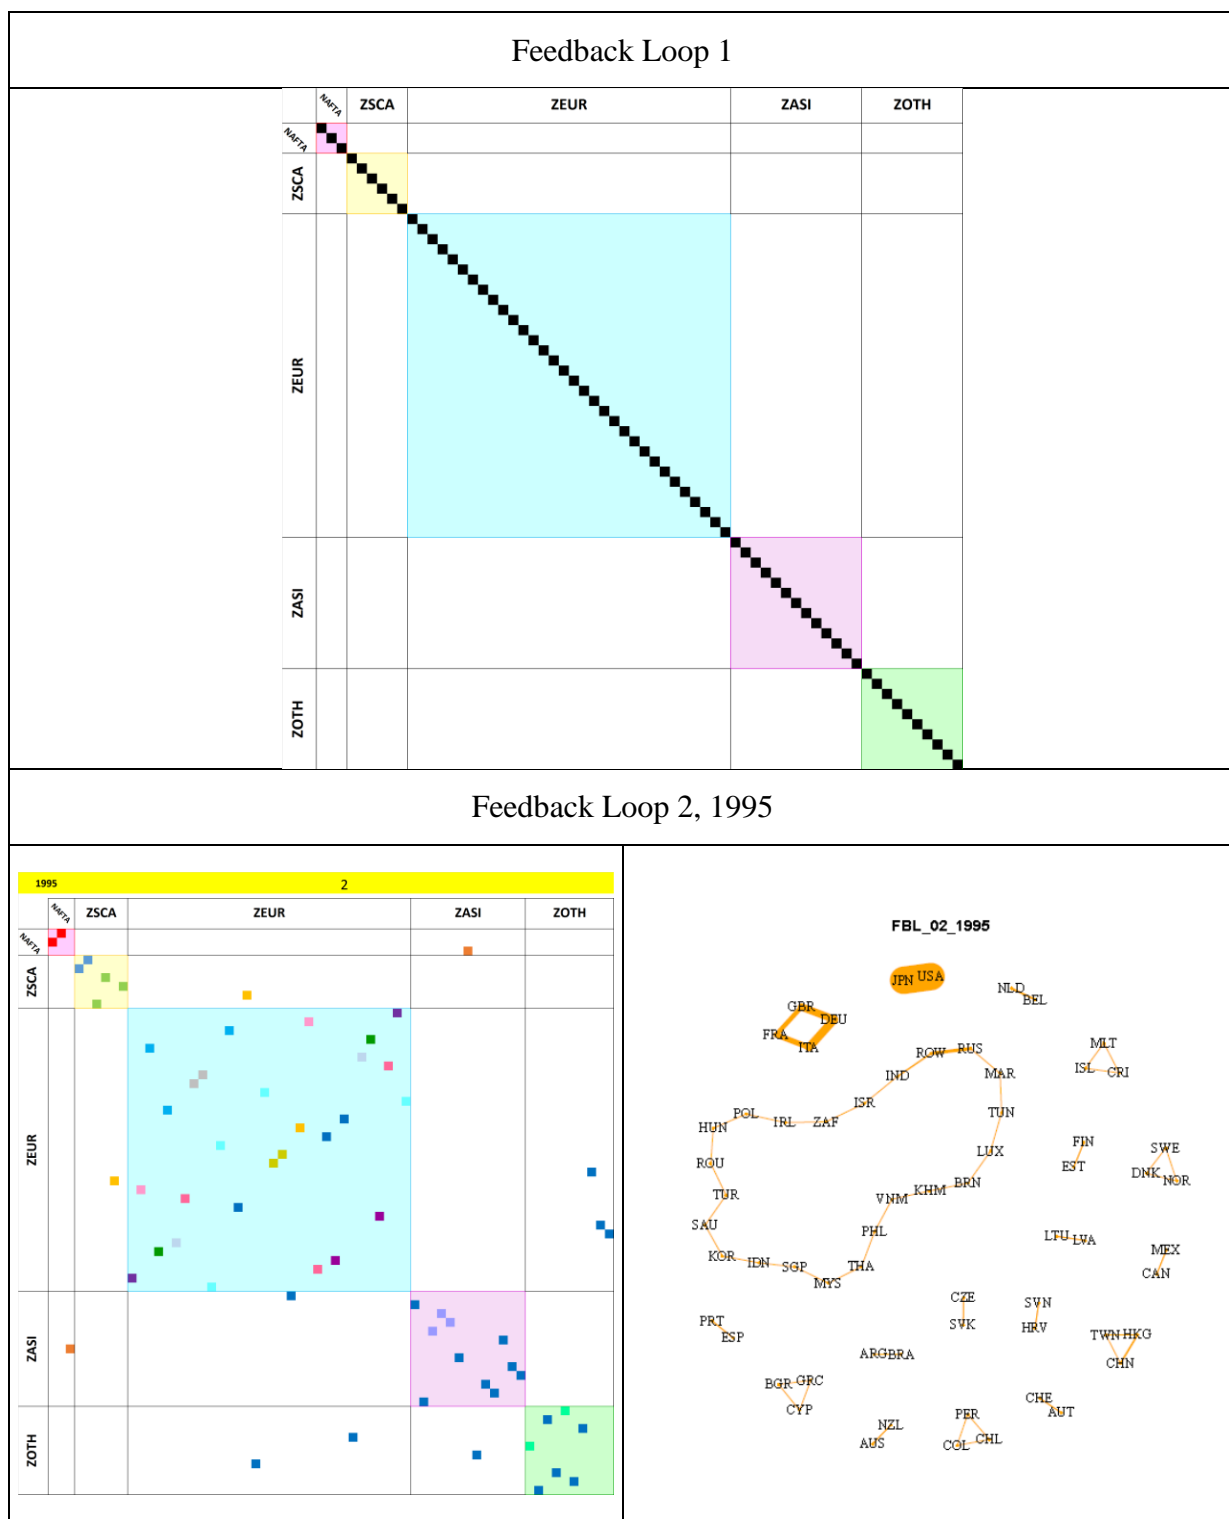 Feedback Loop 1
NAFTA ZSCA ZEUR ZASI ZOTH
NAFTA
ZSCA
ZEUR
ZASI
ZOTH
Feedback Loop 2, 1995
1995 2
NAFTA ZSCA ZEUR ZASI ZOTH
NAFTA
ZSCA
ZEUR
ZASI
ZOTH
FBL_02_1995
JPN USA
NLD
BEL
GBR
DEU
FRA
ITA
ROW RUS
MLT
ISL
CRI
IND
MAR
ISR
TUN
POL
IRL ZAF
HUN
LUX
FIN
EST
SWE
DNK
NOR
ROU
TUR
VNM KHM BRN
SAU
PHL
LTU LVA
KOR IDN SGP MYS THA
MEX
CAN
CZE
SVK
SVN
HRV
PRT
ESP
TWN HKG
CHN
ARG BRA
BGR GRC
CYP
CHE
AUT
NZL
AUS
PER
COL CHL